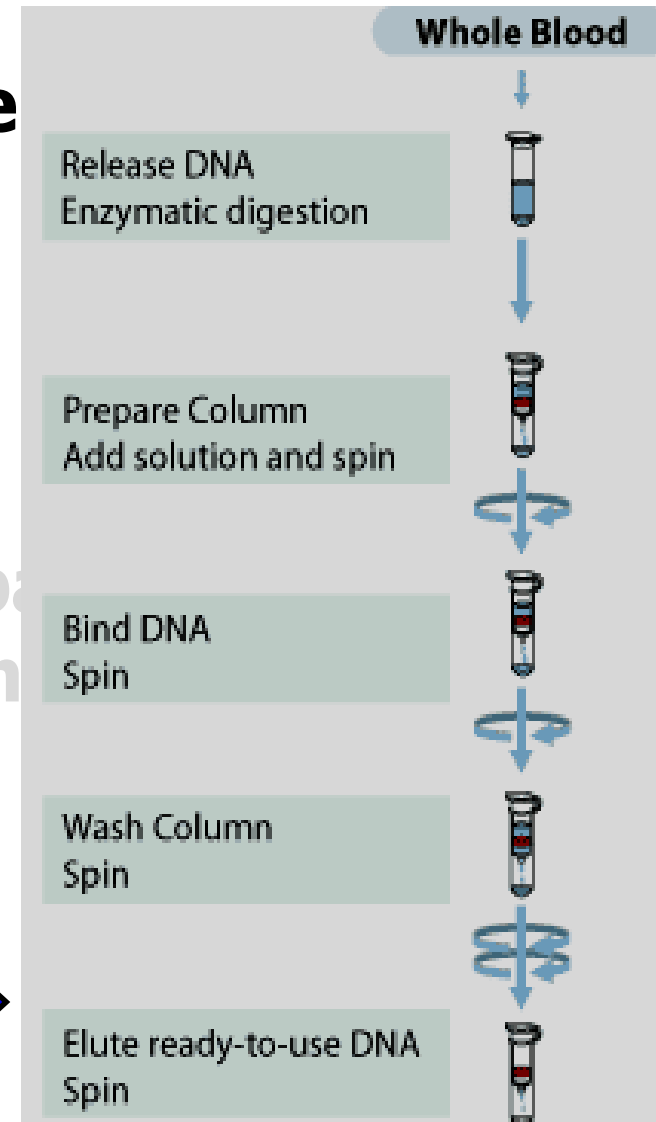 Whole Blood
e
Release DNA
Enzymatic digestion
Prepare Column
Add solution and spin
pa
Bind DNA
n
Spin
Wash Column
Spin
Elute ready-to-use DNA
Spin